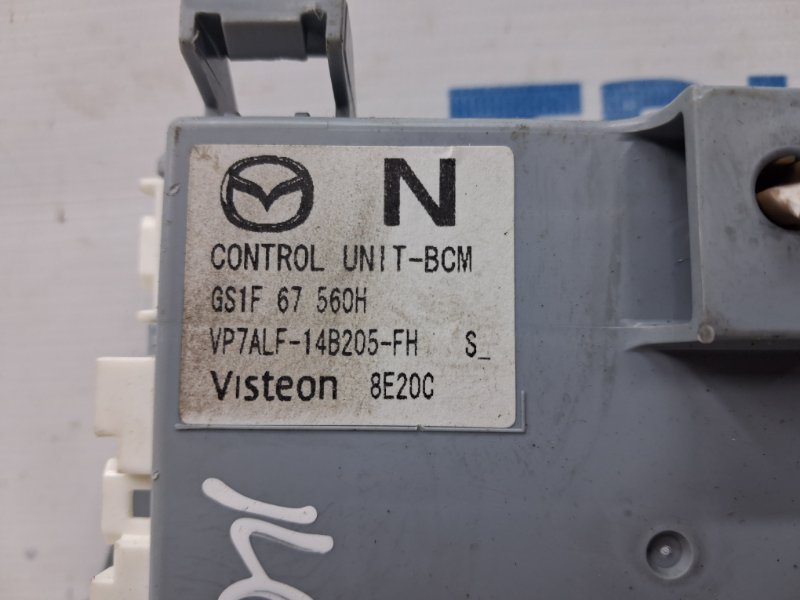 N
CONTROL UNIT-BCM
GS1F 67 560H
VP7ALF-14B205-FH S_
Visteon 8E20C